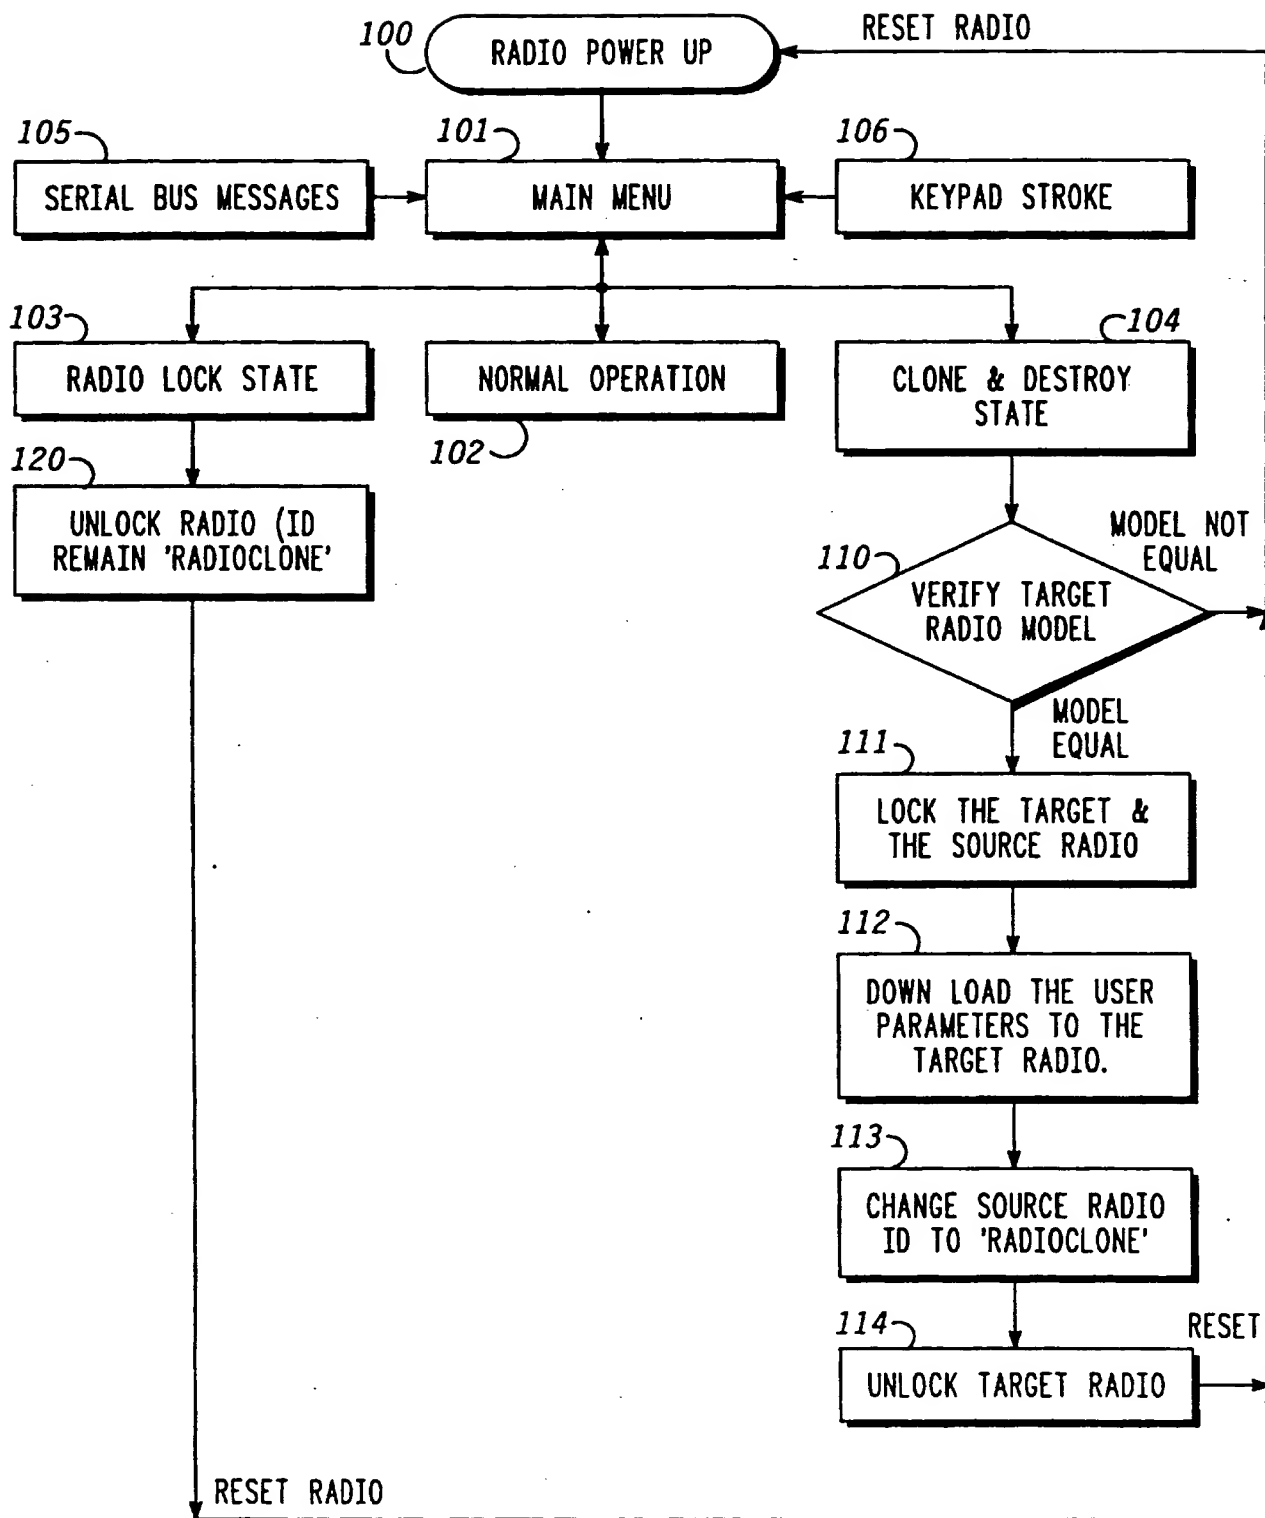 RESET RADIO
100
RADIO POWER UP
105
101
106
SERIAL BUS MESSAGES
MAIN MENU
KEYPAD STROKE
103
104
RADIO LOCK STATE
NORMAL OPERATION
CLONE & DESTROY
STATE
102
120
UNLOCK RADIO (ID
REMAIN 'RADIOCLONE'
MODEL NOT
EQUAL
110
VERIFY TARGET
RADIO MODEL
MODEL
EQUAL
111
LOCK THE TARGET &
THE SOURCE RADIO
112
DOWN LOAD THE USER
PARAMETERS TO THE
TARGET RADIO.
113
CHANGE SOURCE RADIO
ID TO 'RADIOCLONE'
114
RESET
UNLOCK TARGET RADIO
RESET RADIO